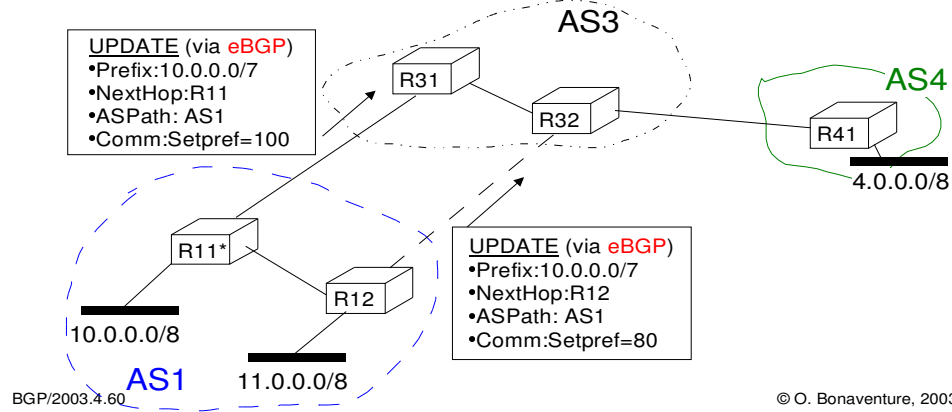 AS3
UPDATE (via eBGP)
•Prefix:10.0.0.0/7
•NextHop:R11
•ASPath: AS1
•Comm:Setpref=100
R31
R32
AS4
R41
4.0.0.0/8
R11*
R12
UPDATE (via eBGP)
•Prefix:10.0.0.0/7
•NextHop:R12
•ASPath: AS1
•Comm:Setpref=80
10.0.0.0/8
11.0.0.0/8
AS1
BGP/2003.4.60
© O. Bonaventure, 2003